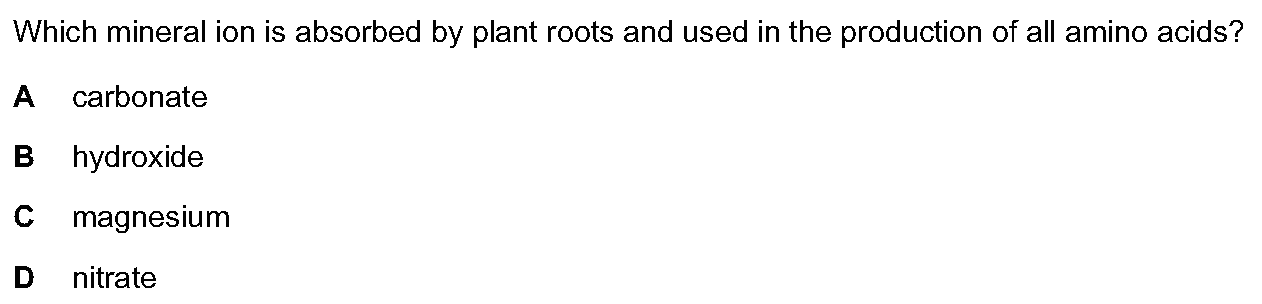 Which mineral ion is absorbed by plant roots and used in the production of all amino acids?
A carbonate
B hydroxide
C magnesium
D nitrate